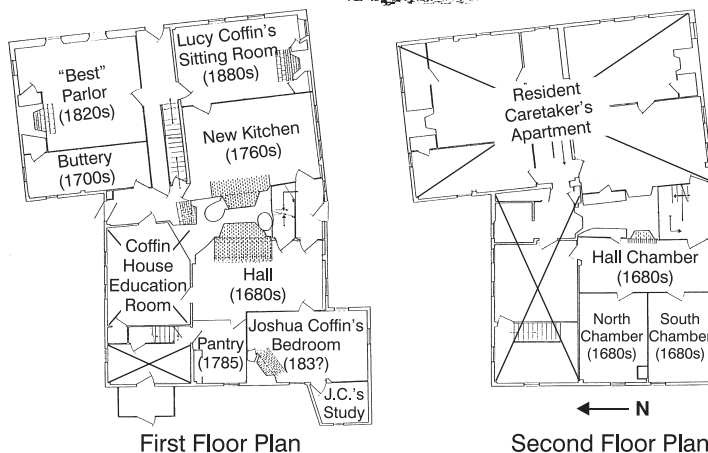 "Best"
Parlor
(1820s)
Lucy Coffin's
Sitting Room
(1880s)
New Kitchen
(1760s)
Buttery
(1700s)
Coffin
House
Education
Room
Hall
(1680s)
Pantry
(1785)
Joshua Coffin's
Bedroom
(183?)
J.C.'s
Study
First Floor Plan
Resident
Caretaker's
Apartment
Hall Chamber
(1680s)
North
Chamber
(1680s)
South
Chamber
(1680s)
N
Second Floor Plan